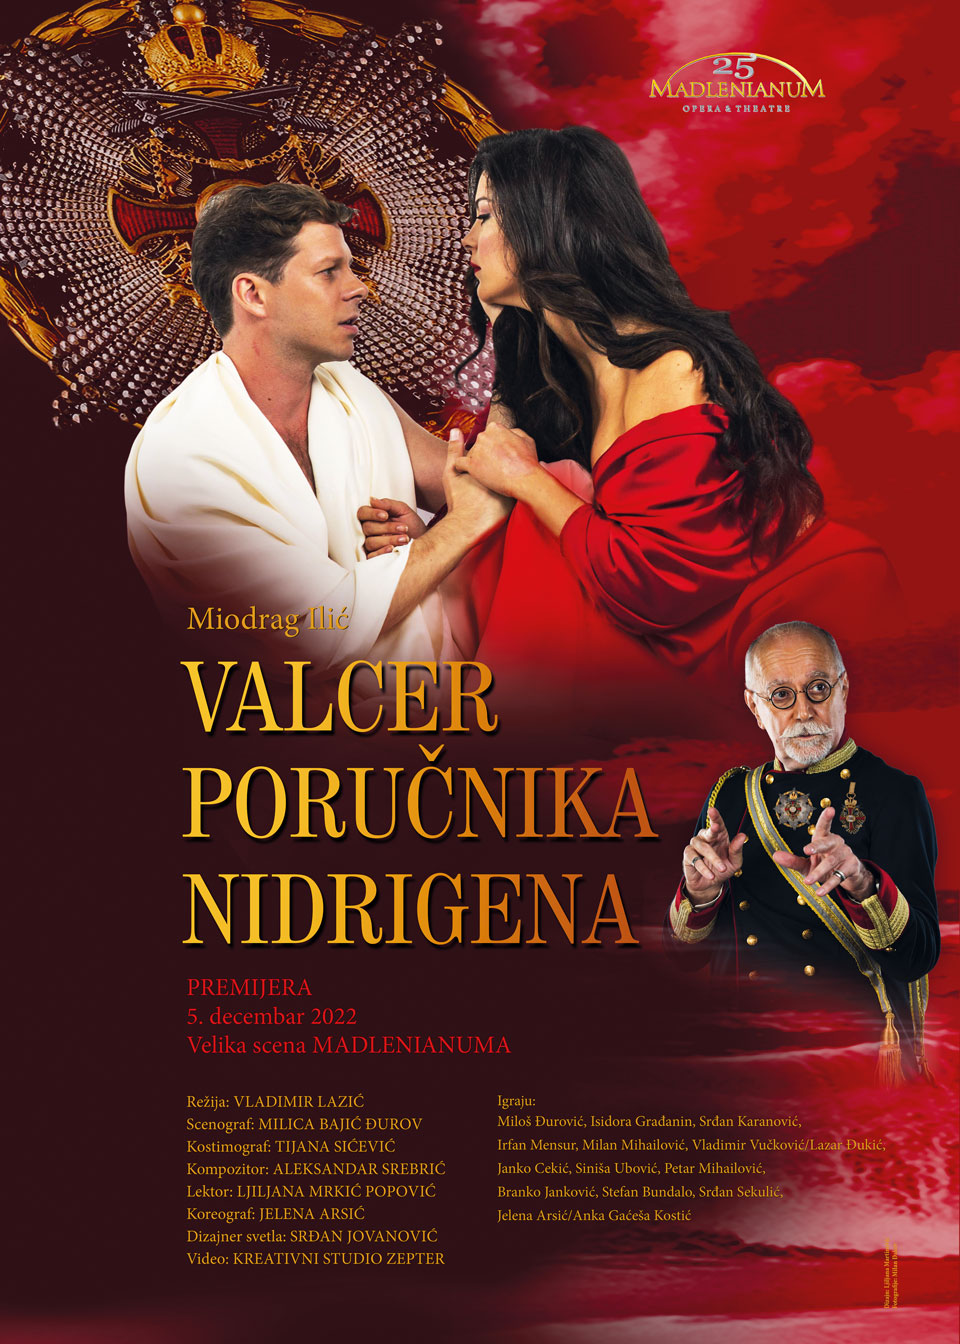 25
MADLENIANUM
OPERA & THEATRE
Miodrag Ilić
VALCER
PORUČNIKA
NIDRIGENA
PREMIJERA
5. decembar 2022
Velika scena MADLENIANUMA
Režija: VLADIMIR LAZIĆ
Scenograf: MILICA BAJIĆ ĐUROV
Kostimograf: TIJANA SIĆEVIĆ
Kompozitor: ALEKSANDAR SREBRIĆ
Lektor: LJILJANA MRKIĆ POPOVIĆ
Koreograf: JELENA ARSIĆ
Dizajner svetla: SRĐAN JOVANOVIĆ
Video: KREATIVNI STUDIO ZEPTER
Igraju:
Miloš Đurović, Isidora Građanin, Srđan Karanović,
Irfan Mensur, Milan Mihailović, Vladimir Vučković/Lazar Đukić,
Janko Cekić, Siniša Ubović, Petar Mihailović,
Branko Janković, Stefan Bundalo, Srđan Sekulić,
Jelena Arsić/Anka Gaćeša Kostić